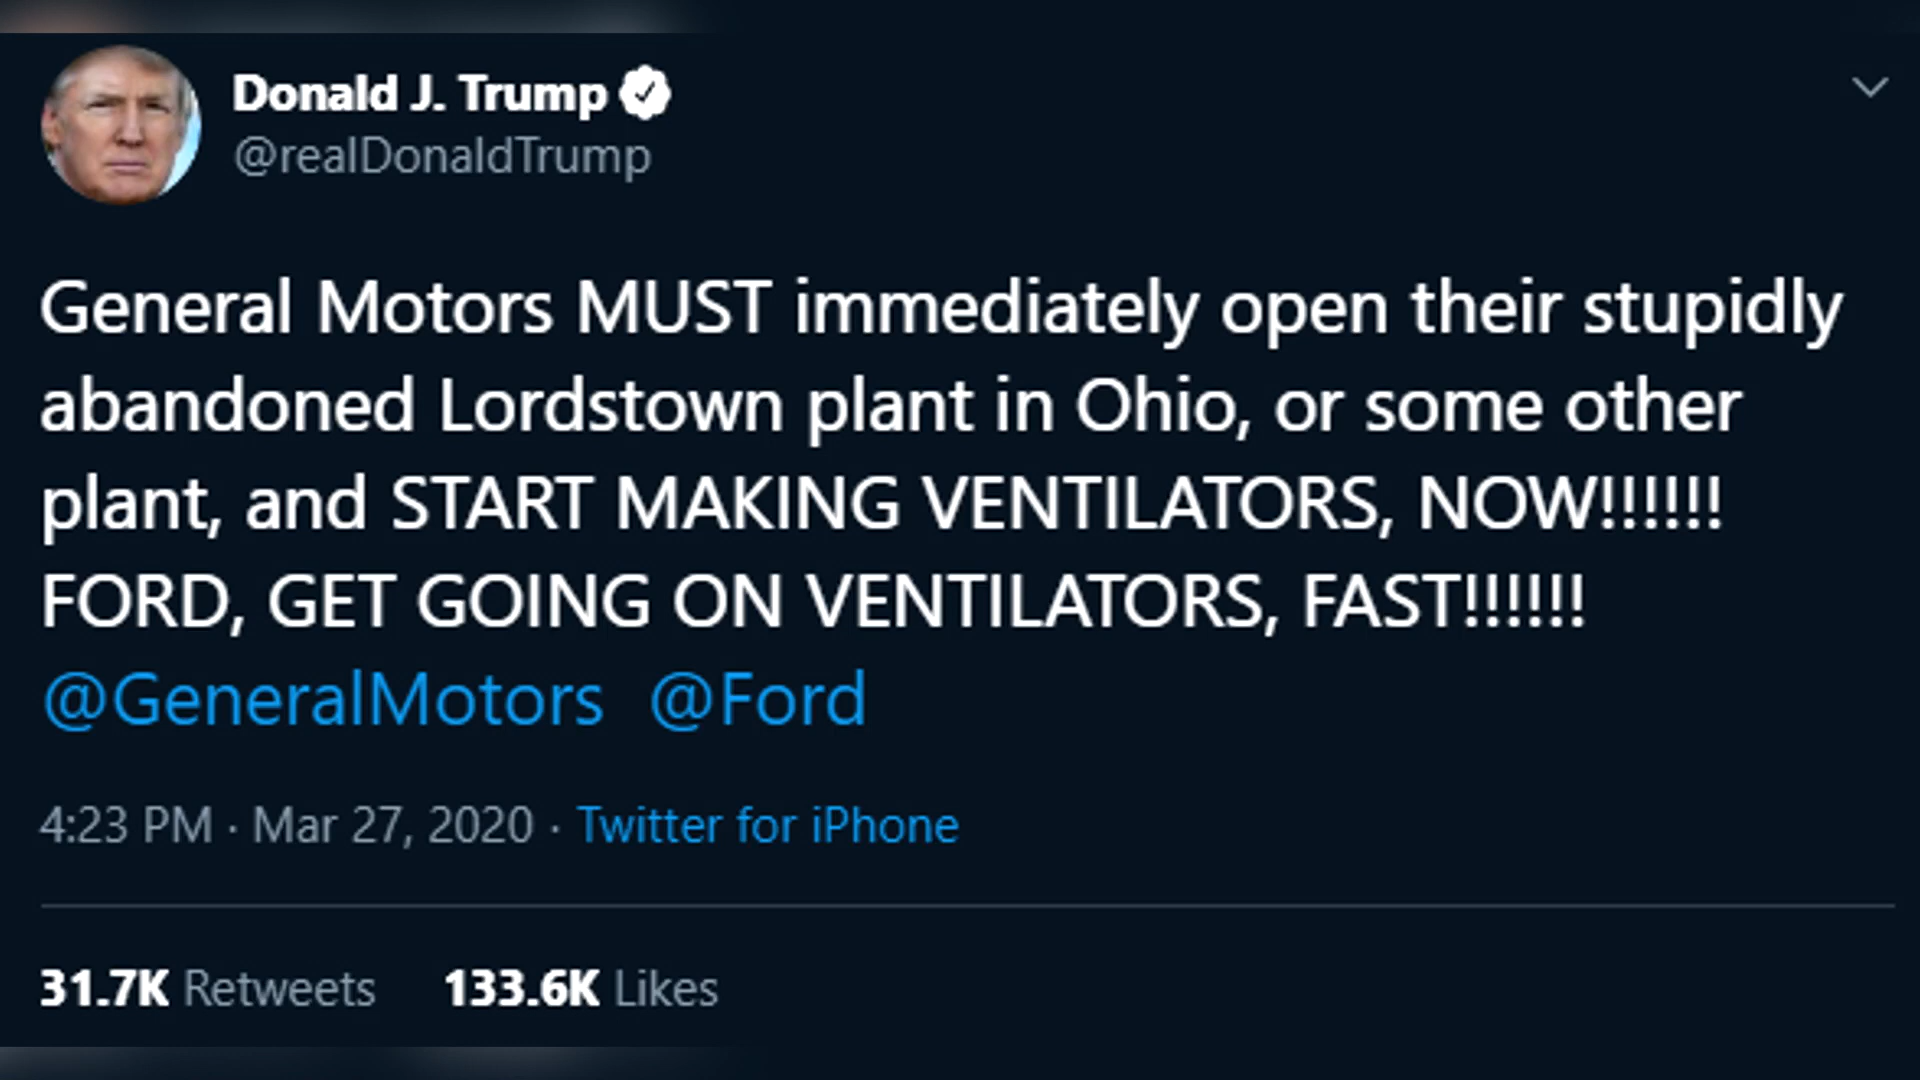 Donald J. Trump
@realDonaldTrump
General Motors MUST immediately open their stupidly
abandoned Lordstown plant in Ohio, or some other
plant, and START MAKING VENTILATORS, NOW!!!!!!
FORD, GET GOING ON VENTILATORS, FAST!!!!!!
@GeneralMotors @Ford
4:23 PM · Mar 27, 2020 · Twitter for iPhone
31.7K Retweets 133.6K Likes